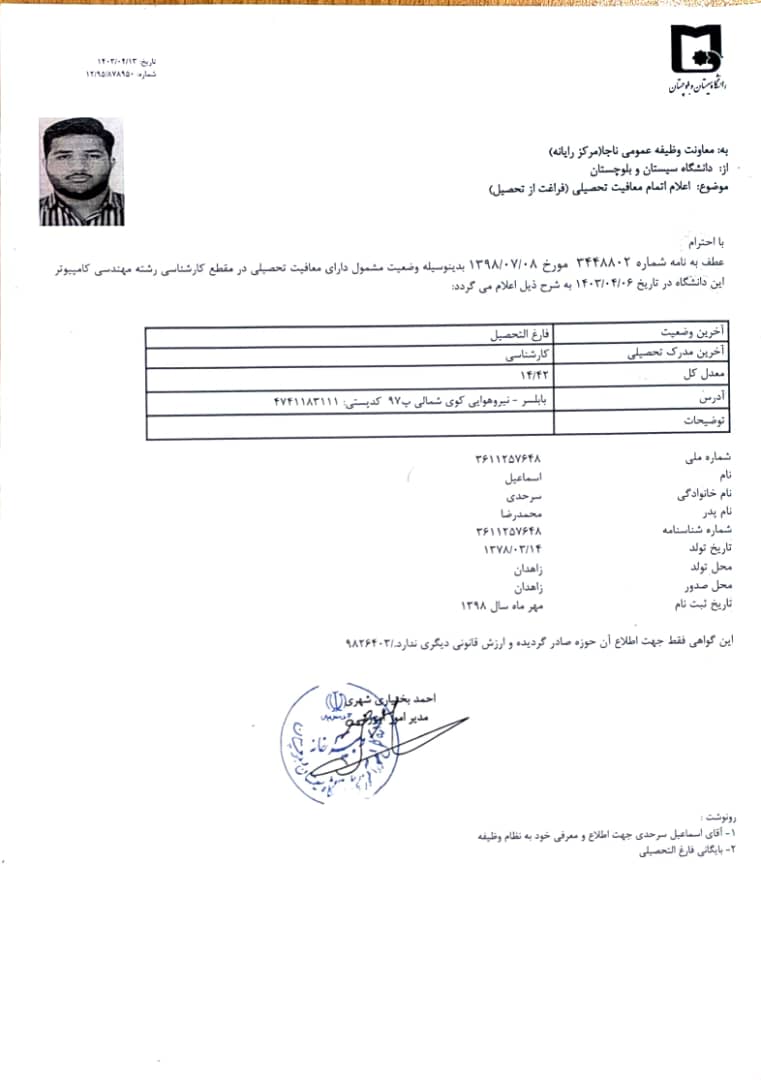 تاریخ: ۱۴۰۳/۰۴/۱۳
شماره: ۱۲/۹۵/۸۷۸۹۵۰
دانشگاه سیستان و بلوچستان
به: معاونت وظیفه عمومی ناجا(مرکز رایانه)
از: دانشگاه سیستان و بلوچستان
موضوع: اعلام اتمام معافیت تحصیلی (فراغت از تحصیل)
با احترام
عطف به نامه شماره ۳۴۴۸۸۰۲ مورخ ۱۳۹۸/۰۷/۰۸ بدینوسیله وضعیت مشمول دارای معافیت تحصیلی در مقطع کارشناسی رشته مهندسی کامپیوتر
این دانشگاه در تاریخ ۱۴۰۳/۰۴/۰۶ به شرح ذیل اعلام می گردد:
آخرین وضعیت فارغ التحصیل
آخرین مدرک تحصیلی کارشناسی
معدل کل ۱۴/۴۲
آدرس بابلسر - نیروهوایی کوی شمالی پ۹۷ کدپستی: ۴۷۴۱۱۸۳۱۱۱
توضیحات
شماره ملی ۳۶۱۱۲۵۷۶۴۸
نام اسماعیل
نام خانوادگی سرحدی
نام پدر محمدرضا
شماره شناسنامه ۳۶۱۱۲۵۷۶۴۸
تاریخ تولد ۱۳۷۸/۰۳/۱۴
محل تولد زاهدان
محل صدور زاهدان
تاریخ ثبت نام مهر ماه سال ۱۳۹۸
این گواهی فقط جهت اطلاع آن حوزه صادر گردیده و ارزش قانونی دیگری ندارد./۹۸۲۶۴۰۳
احمد بختیاری شهری
مدیر امور
رونوشت :
۱- آقای اسماعیل سرحدی جهت اطلاع و معرفی خود به نظام وظیفه
۲- بایگانی فارغ التحصیلی